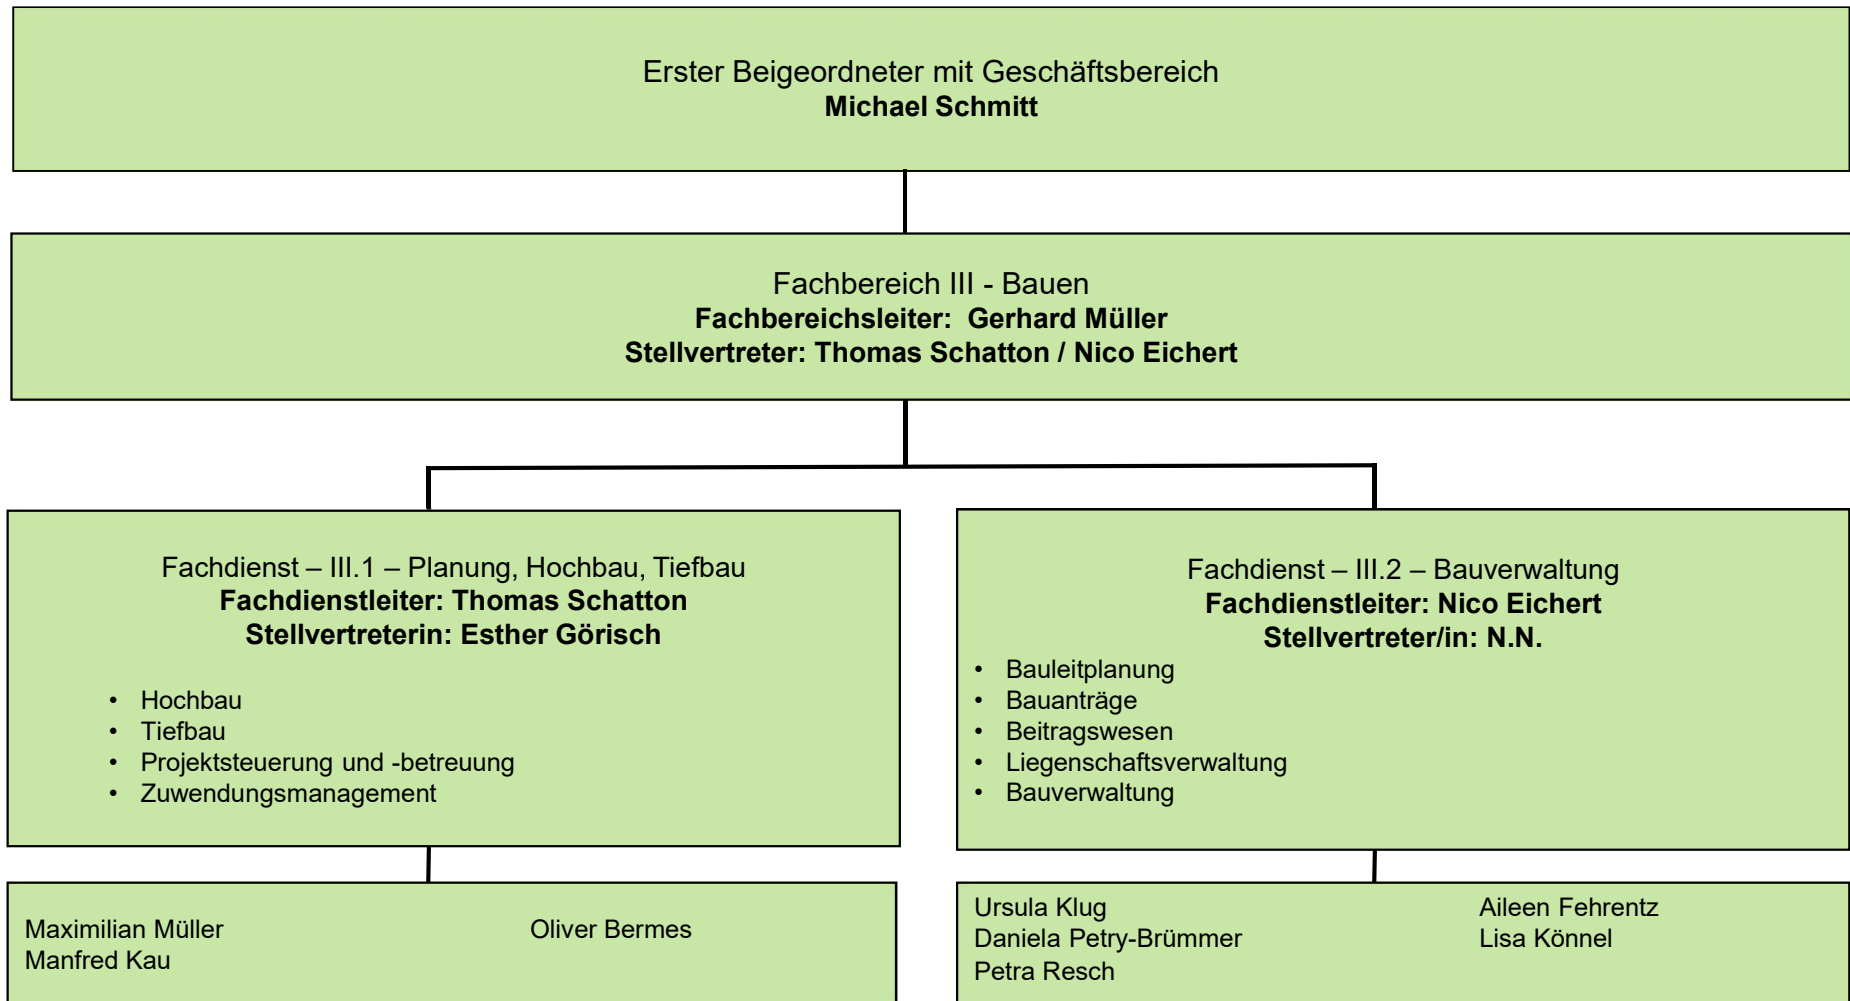 Erster Beigeordneter mit Geschäftsbereich
Michael Schmitt
Fachbereich III - Bauen
Fachbereichsleiter:  Gerhard Müller
Stellvertreter: Thomas Schatton / Nico Eichert
Fachdienst – III.1 – Planung, Hochbau, Tiefbau
Fachdienstleiter: Thomas Schatton
Stellvertreterin: Esther Görisch
• Hochbau
• Tiefbau
• Projektsteuerung und -betreuung
• Zuwendungsmanagement
Maximilian Müller
Manfred Kau
Oliver Bermes
Fachdienst – III.2 – Bauverwaltung
Fachdienstleiter: Nico Eichert
Stellvertreter/in: N.N.
• Bauleitplanung
• Bauanträge
• Beitragswesen
• Liegenschaftsverwaltung
• Bauverwaltung
Ursula Klug
Daniela Petry-Brümmer
Petra Resch
Aileen Fehrentz
Lisa Könnel